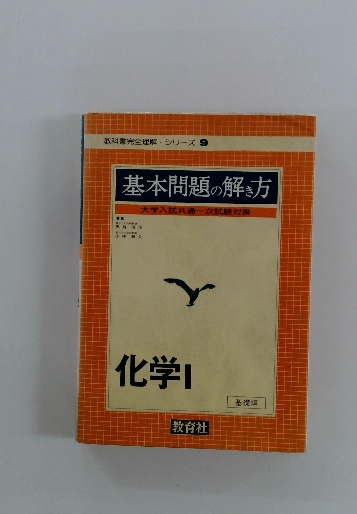 教科書完全理解・シリーズ 9
基本問題の解き方
大学入試共通一次試験対策
化学I
基礎編
教育社